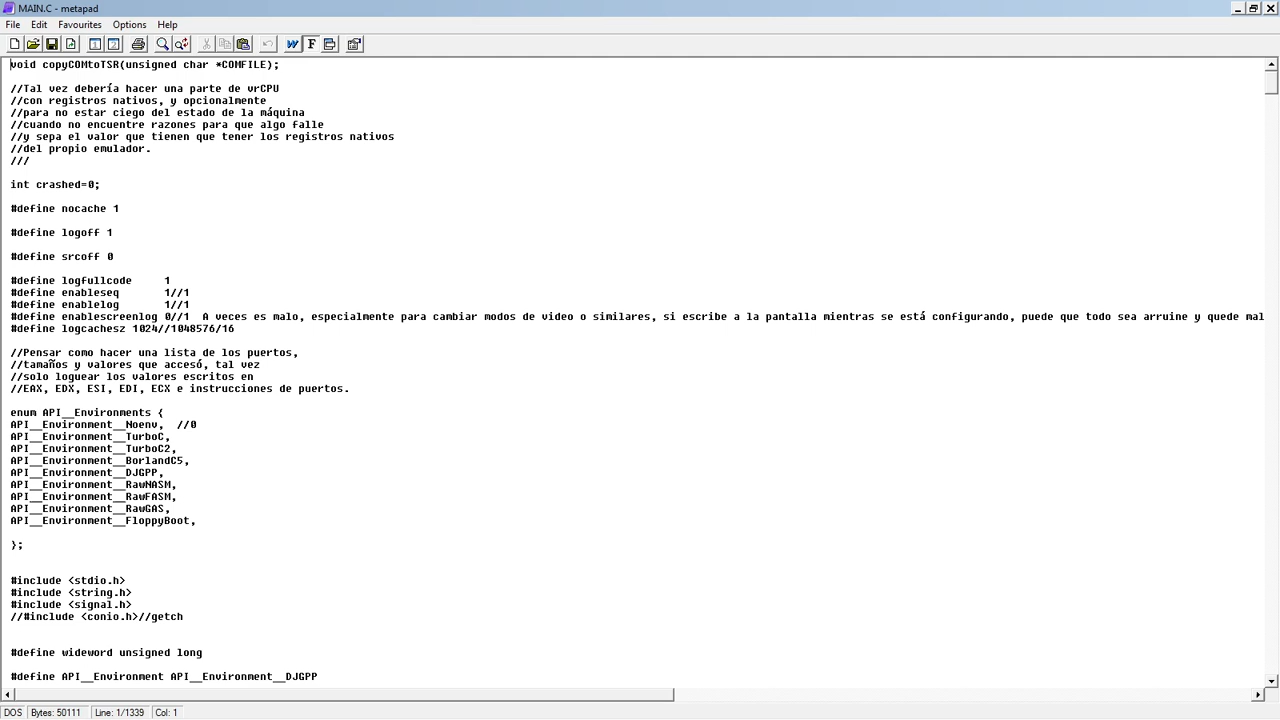 MAIN.C - metapad
File Edit Favourites Options Help
void copyCOMtoTSR(unsigned char *COMFILE);
//Tal vez debería hacer una parte de vrCPU
//con registros nativos, y opcionalmente
//para no estar ciego del estado de la máquina
//cuando no encuentre razones para que algo falle
//y sepa el valor que tienen que tener los registros nativos
//del propio emulador.
///
int crashed=0;
#define nocache 1
#define logoff 1
#define srcoff 0
#define logfullcode     1
#define enableseq       1//1
#define enablelog       1//1
#define enablescreenlog 0//1  A veces es malo, especialmente para cambiar modos de video o similares, si escribe a la pantalla mientras se está configurando, puede que todo sea arruine y quede mal
#define logcachesz 1024//1048576/16
//Pensar como hacer una lista de los puertos,
//tamaños y valores que accesó, tal vez
//solo loguear los valores escritos en
//EAX, EDX, ESI, EDI, ECX e instrucciones de puertos.
enum API__Environments {
API__Environment__Noenv,  //0
API__Environment__TurboC,
API__Environment__TurboC2,
API__Environment__BorlandC5,
API__Environment__DJGPP,
API__Environment__RawNASM,
API__Environment__RawFASM,
API__Environment__RawGAS,
API__Environment__FloppyBoot,
};
#include <stdio.h>
#include <string.h>
#include <signal.h>
//#include <conio.h>//getch
#define wideword unsigned long
#define API__Environment API__Environment__DJGPP
DOS Bytes: 50111 Line: 1/1339 Col: 1